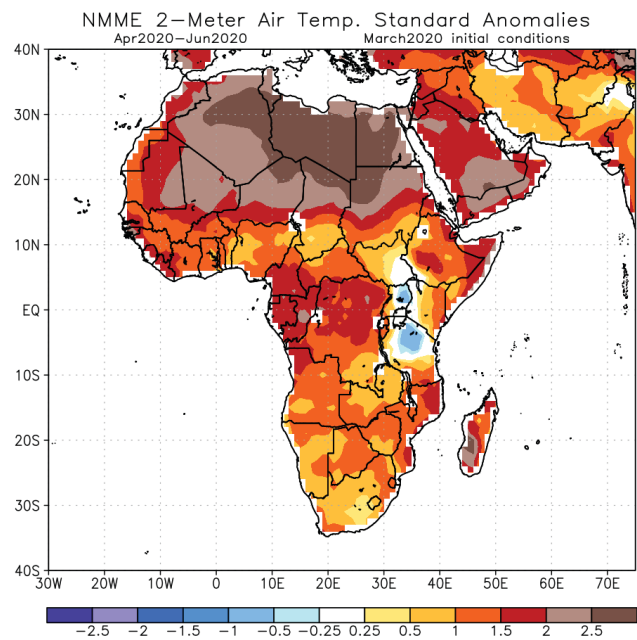 NMME 2-Meter Air Temp. Standard Anomalies
Apr2020-Jun2020 March2020 initial conditions
40N
30N
20N
10N
EQ
10S
20S
30S
40S
30W 20W 10W 0 10E 20E 30E 40E 50E 60E 70E
-2.5 -2 -1.5 -1 -0.5 -0.25 0.25 0.5 1 1.5 2 2.5